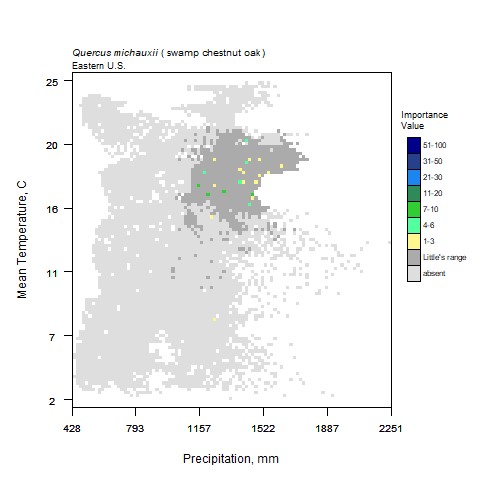 Quercus michauxii ( swamp chestnut oak )
Eastern U.S.
25
20
16
11
7
2
Mean Temperature, C
428 793 1157 1522 1887 2251
Precipitation, mm
Importance
Value
51-100
31-50
21-30
11-20
7-10
4-6
1-3
Little's range
absent